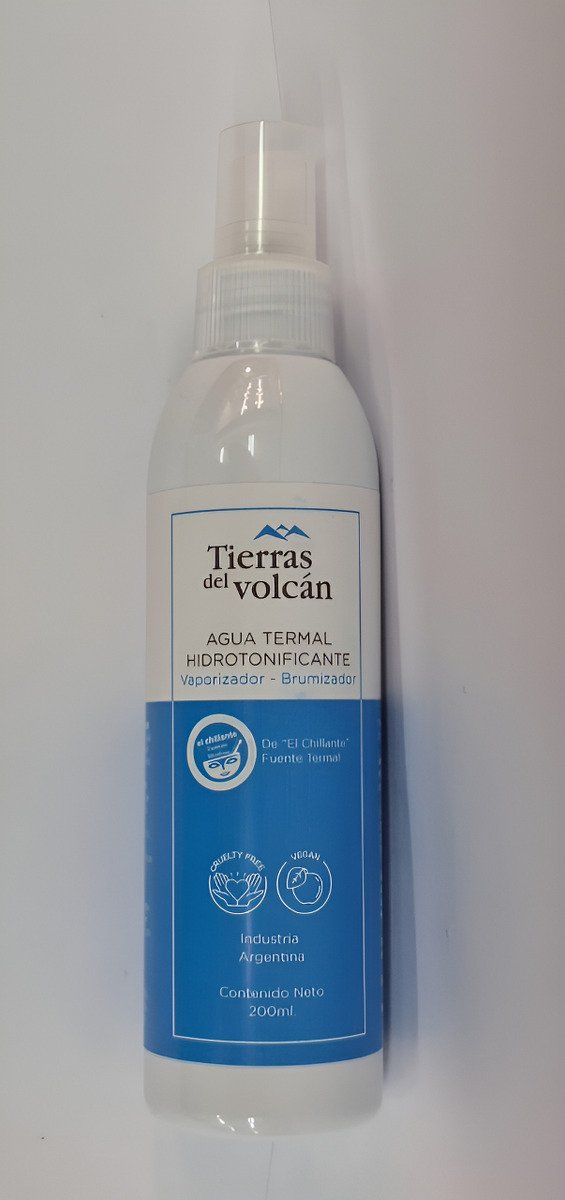 Tierras
del volcán
AGUA TERMAL
HIDROTONIFICANTE
Vaporizador - Brumizador
el chillante
De "El Chillante"
Fuente Termal
CRUELTY FREE
VEGAN
Industria
Argentina
Contenido Neto
200ml.